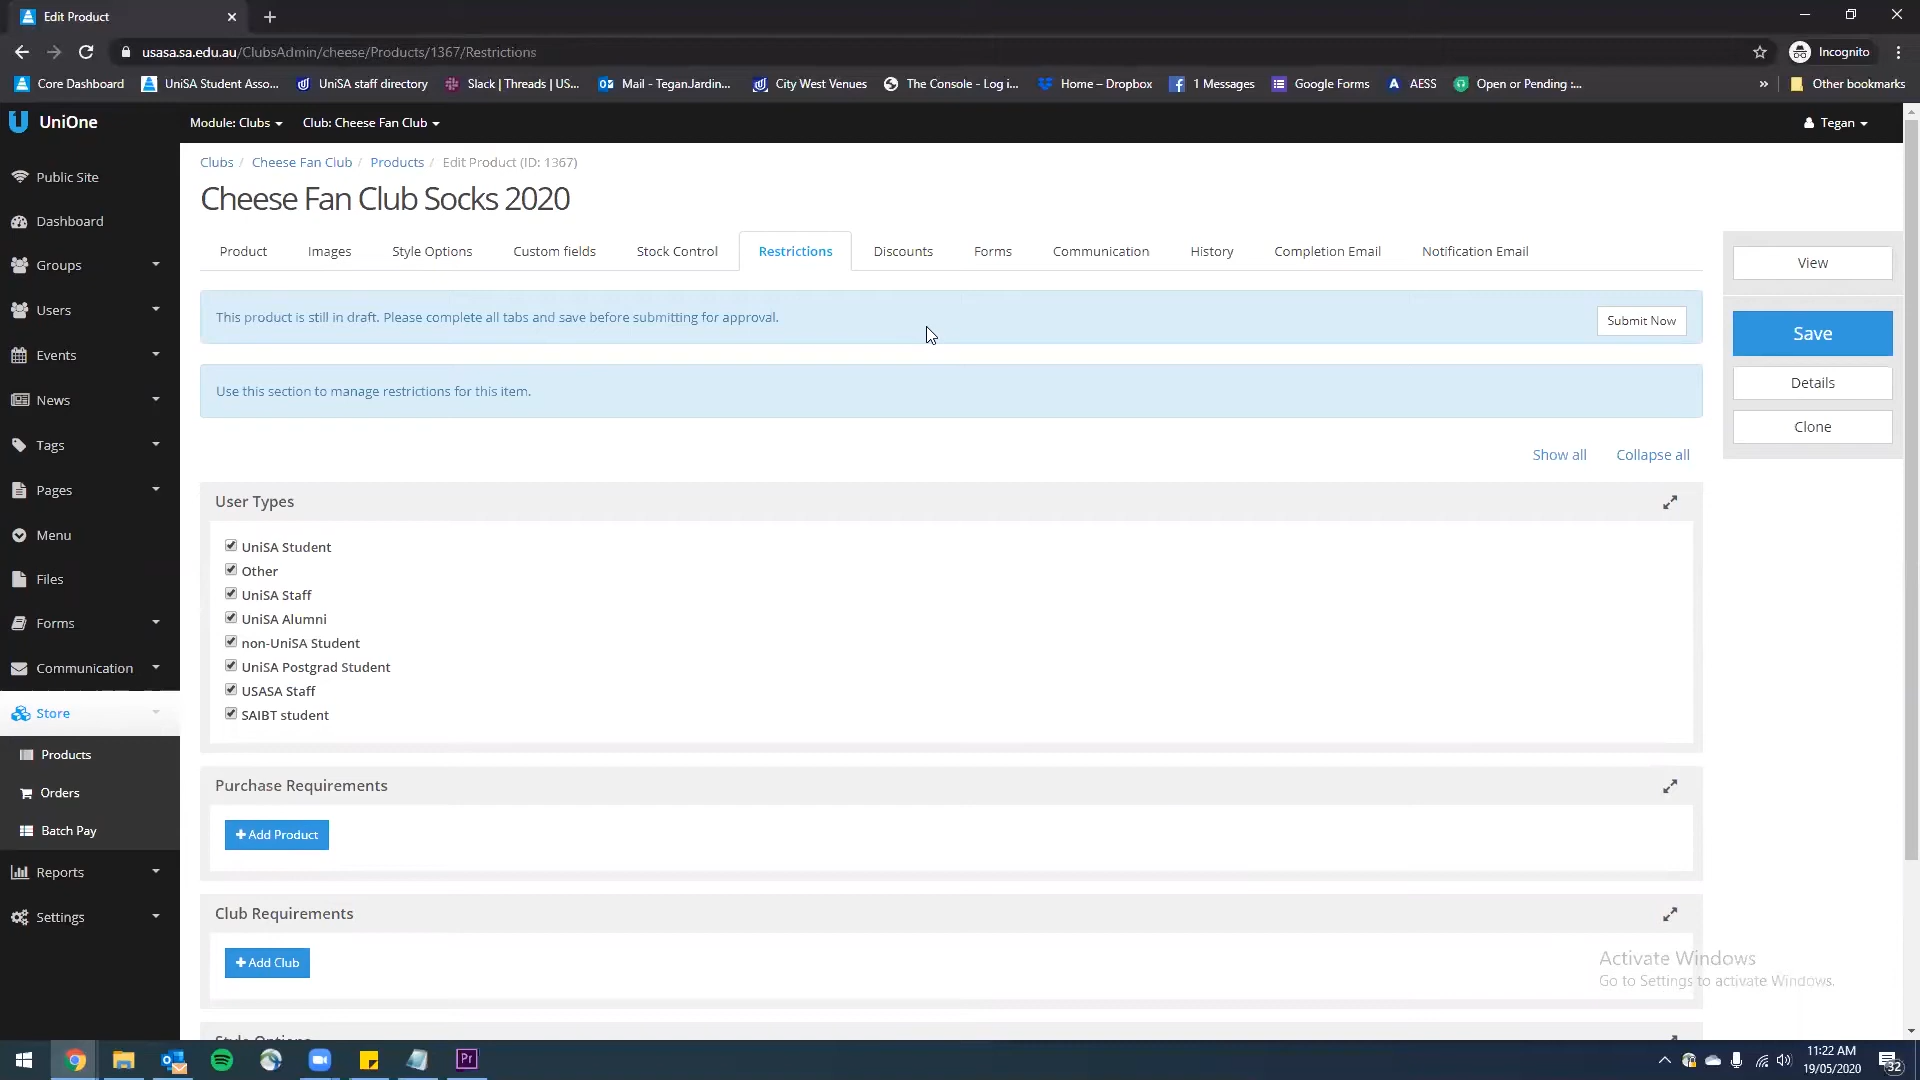 Edit Product
usasa.sa.edu.au/ClubsAdmin/cheese/Products/1367/Restrictions
Incognito
Core Dashboard
UniSA Student Asso...
UniSA staff directory
Slack | Threads | US...
Mail - Tegan.Jardin...
City West Venues
The Console - Log i...
Home – Dropbox
1 Messages
Google Forms
AESS
Open or Pending :...
»
Other bookmarks
UniOne
Module: Clubs
Club: Cheese Fan Club
Tegan
Public Site
Dashboard
Groups
Users
Events
News
Tags
Pages
Menu
Files
Forms
Communication
Store
Products
Orders
Batch Pay
Reports
Settings
Clubs / Cheese Fan Club / Products / Edit Product (ID: 1367)
Cheese Fan Club Socks 2020
Product
Images
Style Options
Custom fields
Stock Control
Restrictions
Discounts
Forms
Communication
History
Completion Email
Notification Email
This product is still in draft. Please complete all tabs and save before submitting for approval.
Submit Now
Use this section to manage restrictions for this item.
Show all
Collapse all
User Types
UniSA Student
Other
UniSA Staff
UniSA Alumni
non-UniSA Student
UniSA Postgrad Student
USASA Staff
SAIBT student
Purchase Requirements
+ Add Product
Club Requirements
+ Add Club
Style Options
View
Save
Details
Clone
Activate Windows
Go to Settings to activate Windows.
Pr
11:22 AM
19/05/2020
32